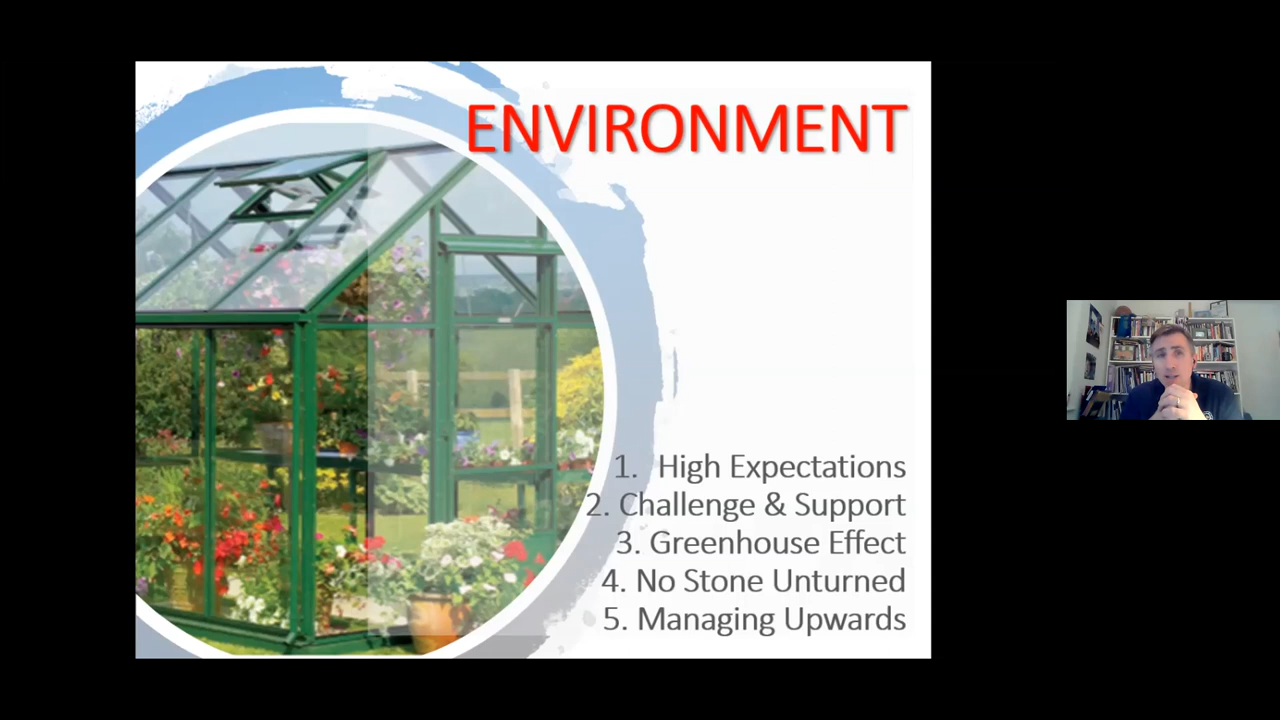 ENVIRONMENT
1. High Expectations
2. Challenge & Support
3. Greenhouse Effect
4. No Stone Unturned
5. Managing Upwards